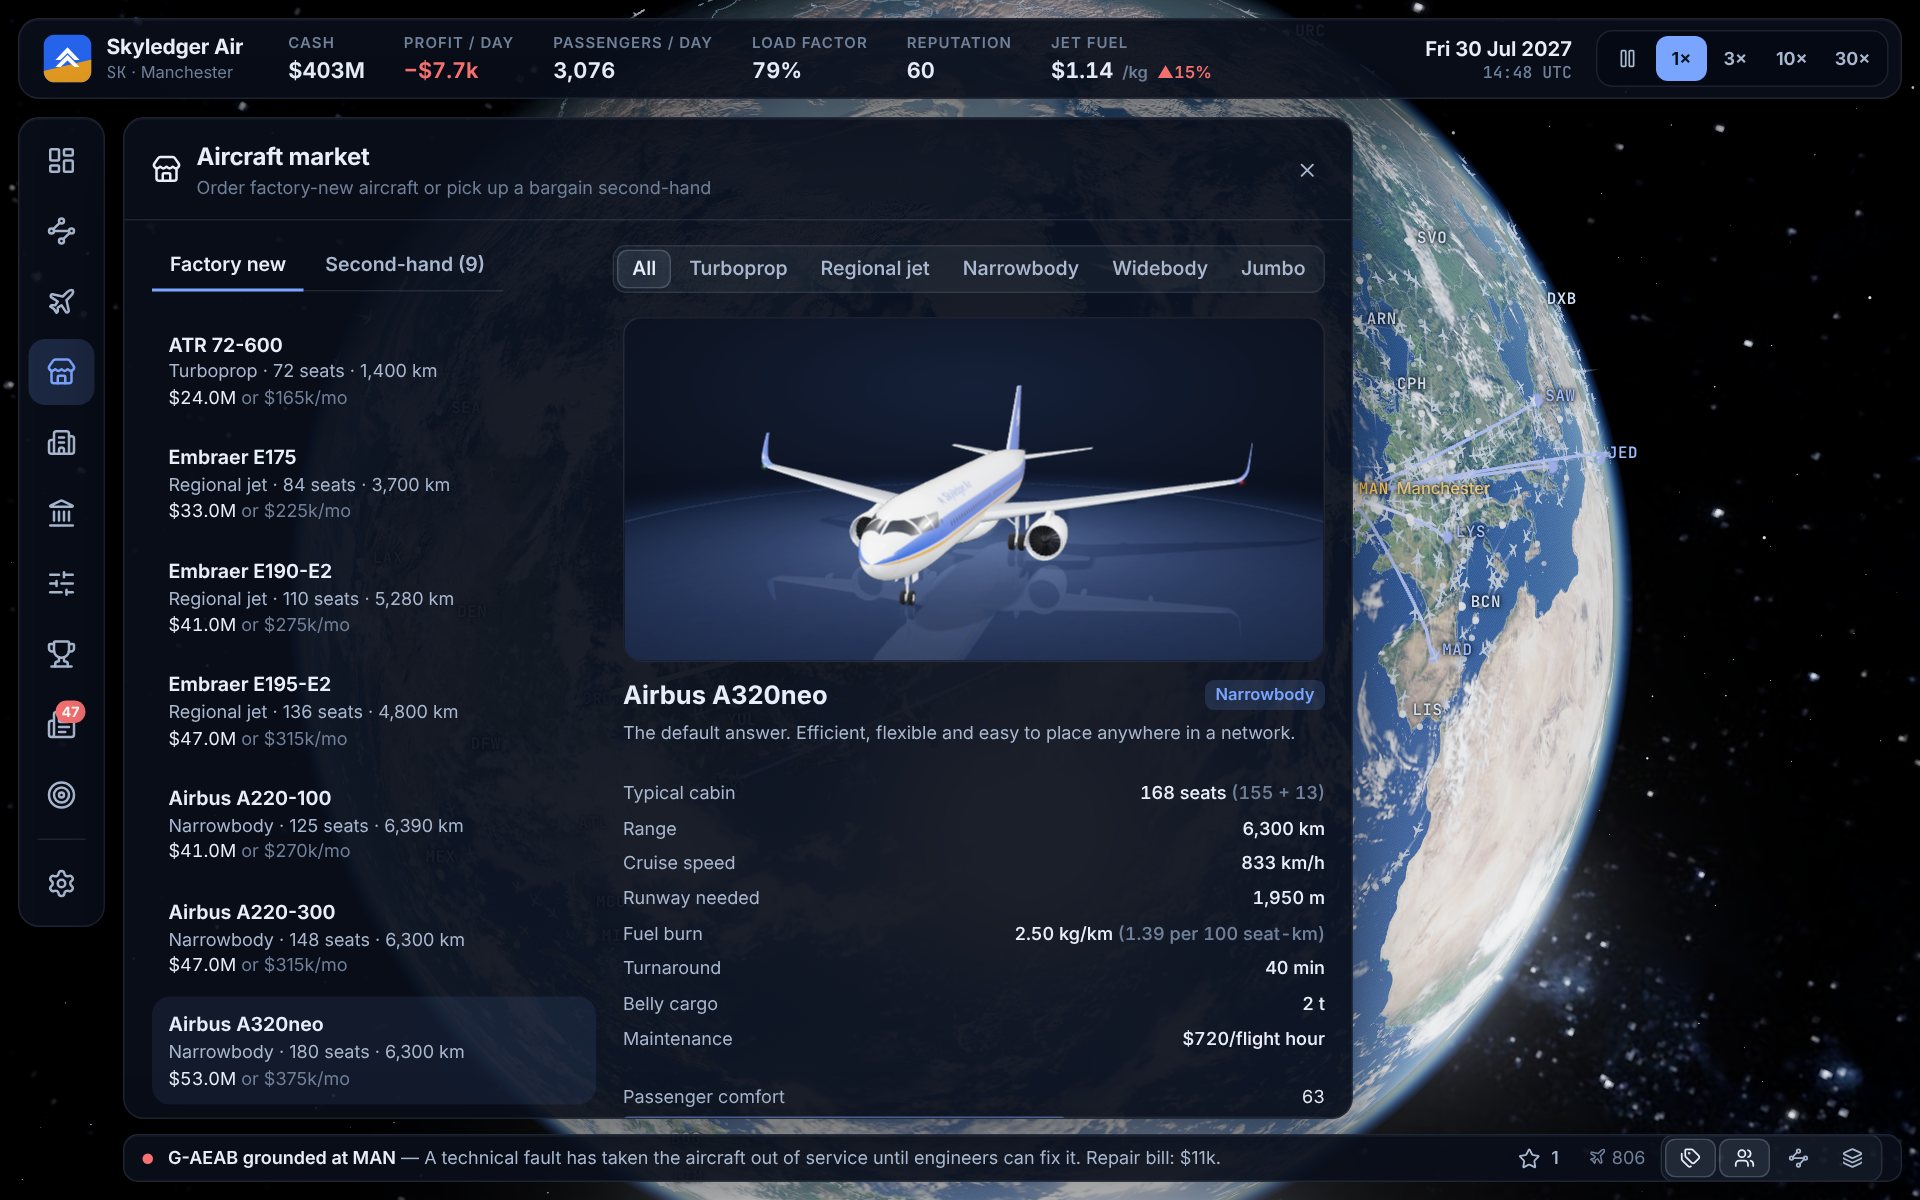 Skyledger Air
SK · Manchester
CASH
$403M
PROFIT / DAY
−$7.7k
PASSENGERS / DAY
3,076
LOAD FACTOR
79%
REPUTATION
60
JET FUEL
$1.14 /kg ▲15%
Fri 30 Jul 2027
14:48 UTC
1×
3×
10×
30×
47
Aircraft market
Order factory-new aircraft or pick up a bargain second-hand
Factory new
Second-hand (9)
All
Turboprop
Regional jet
Narrowbody
Widebody
Jumbo
ATR 72-600
Turboprop · 72 seats · 1,400 km
$24.0M or $165k/mo
Embraer E175
Regional jet · 84 seats · 3,700 km
$33.0M or $225k/mo
Embraer E190-E2
Regional jet · 110 seats · 5,280 km
$41.0M or $275k/mo
Embraer E195-E2
Regional jet · 136 seats · 4,800 km
$47.0M or $315k/mo
Airbus A220-100
Narrowbody · 125 seats · 6,390 km
$41.0M or $270k/mo
Airbus A220-300
Narrowbody · 148 seats · 6,300 km
$47.0M or $315k/mo
Airbus A320neo
Narrowbody · 180 seats · 6,300 km
$53.0M or $375k/mo
Airbus A320neo
Narrowbody
The default answer. Efficient, flexible and easy to place anywhere in a network.
Typical cabin 168 seats (155 + 13)
Range 6,300 km
Cruise speed 833 km/h
Runway needed 1,950 m
Fuel burn 2.50 kg/km (1.39 per 100 seat-km)
Turnaround 40 min
Belly cargo 2 t
Maintenance $720/flight hour
Passenger comfort 63
URC
SVO
DXB
ARN
CPH
SAW
JED
MAN Manchester
LYS
BCN
MAD
LIS
SEA
LAX
DEN
DFW
MEX
G-AEAB grounded at MAN — A technical fault has taken the aircraft out of service until engineers can fix it. Repair bill: $11k.
1
806